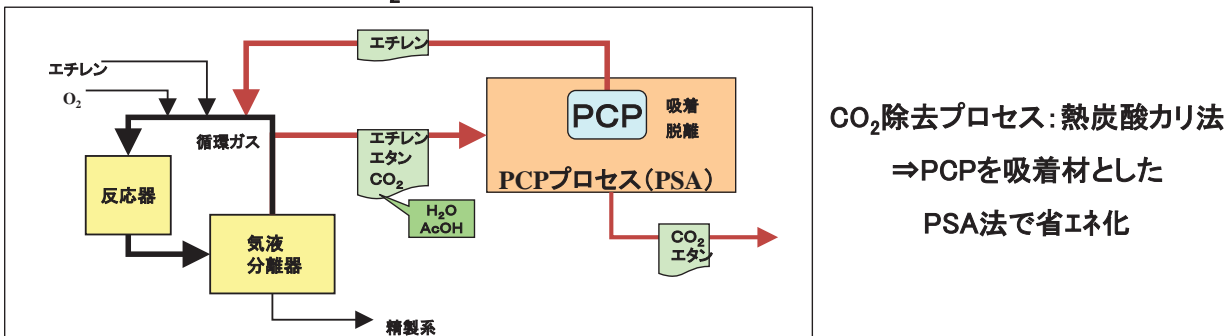 2
エチレン
エチレン
O₂
循環ガス
反応器
気液
分離器
精製系
エチレン
エタン
CO₂
H₂O
AcOH
PCP
吸着
脱離
PCPプロセス(PSA)
CO₂
エタン
CO₂除去プロセス:熱炭酸カリ法
⇒PCPを吸着材とした
PSA法で省エネ化